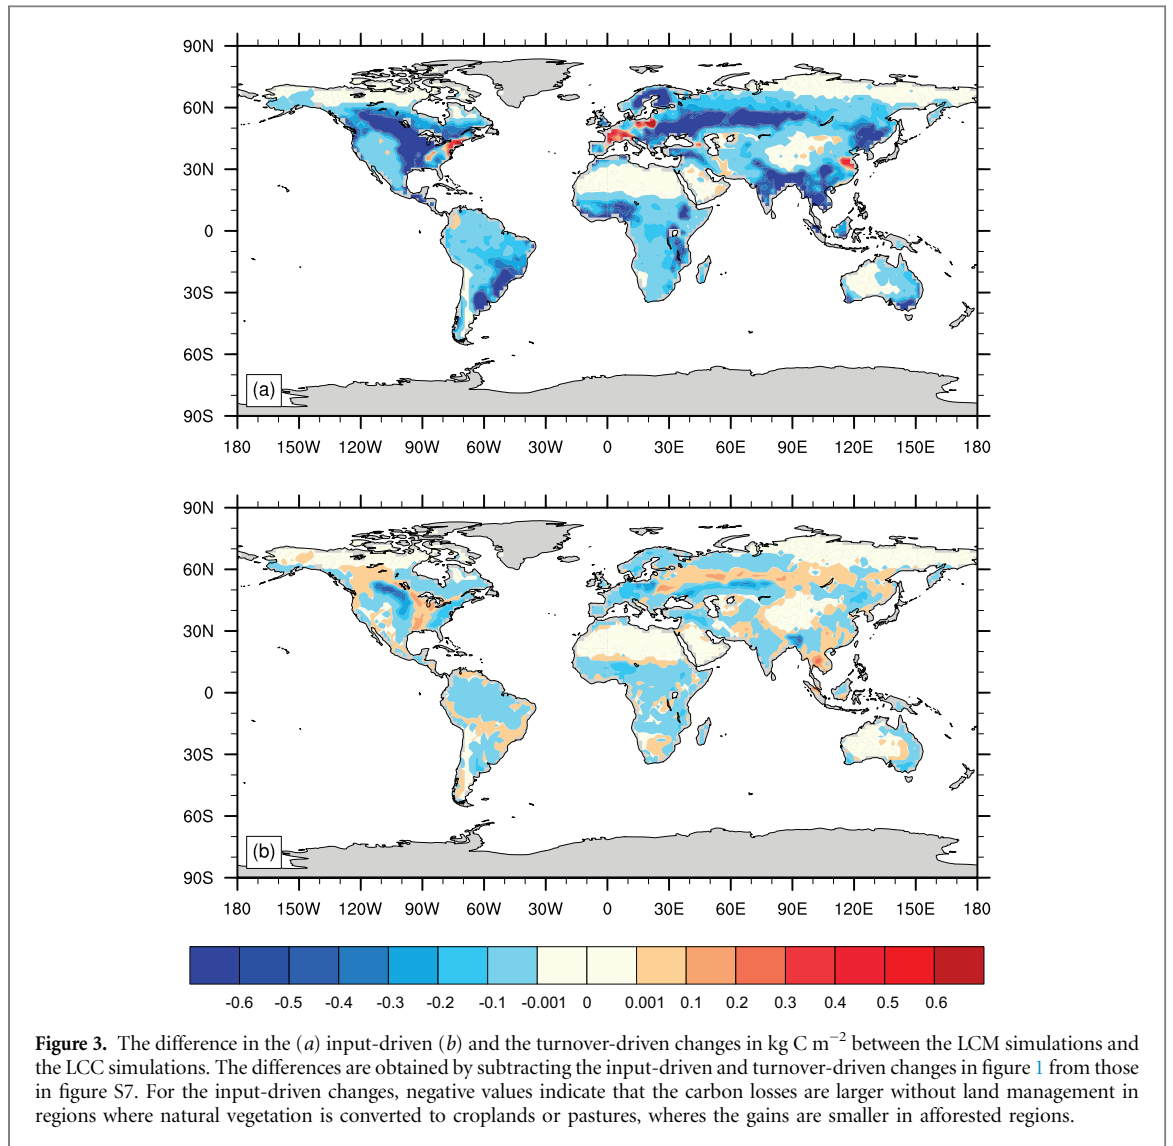 90N
60N
30N
0
30S
60S
90S
(a)
180 150W 120W 90W 60W 30W 0 30E 60E 90E 120E 150E 180
90N
60N
30N
0
30S
60S
90S
(b)
180 150W 120W 90W 60W 30W 0 30E 60E 90E 120E 150E 180
-0.6 -0.5 -0.4 -0.3 -0.2 -0.1 -0.001 0 0.001 0.1 0.2 0.3 0.4 0.5 0.6
Figure 3. The difference in the (a) input-driven (b) and the turnover-driven changes in kg C m−2 between the LCM simulations and
the LCC simulations. The differences are obtained by subtracting the input-driven and turnover-driven changes in figure 1 from those
in figure S7. For the input-driven changes, negative values indicate that the carbon losses are larger without land management in
regions where natural vegetation is converted to croplands or pastures, wheres the gains are smaller in afforested regions.